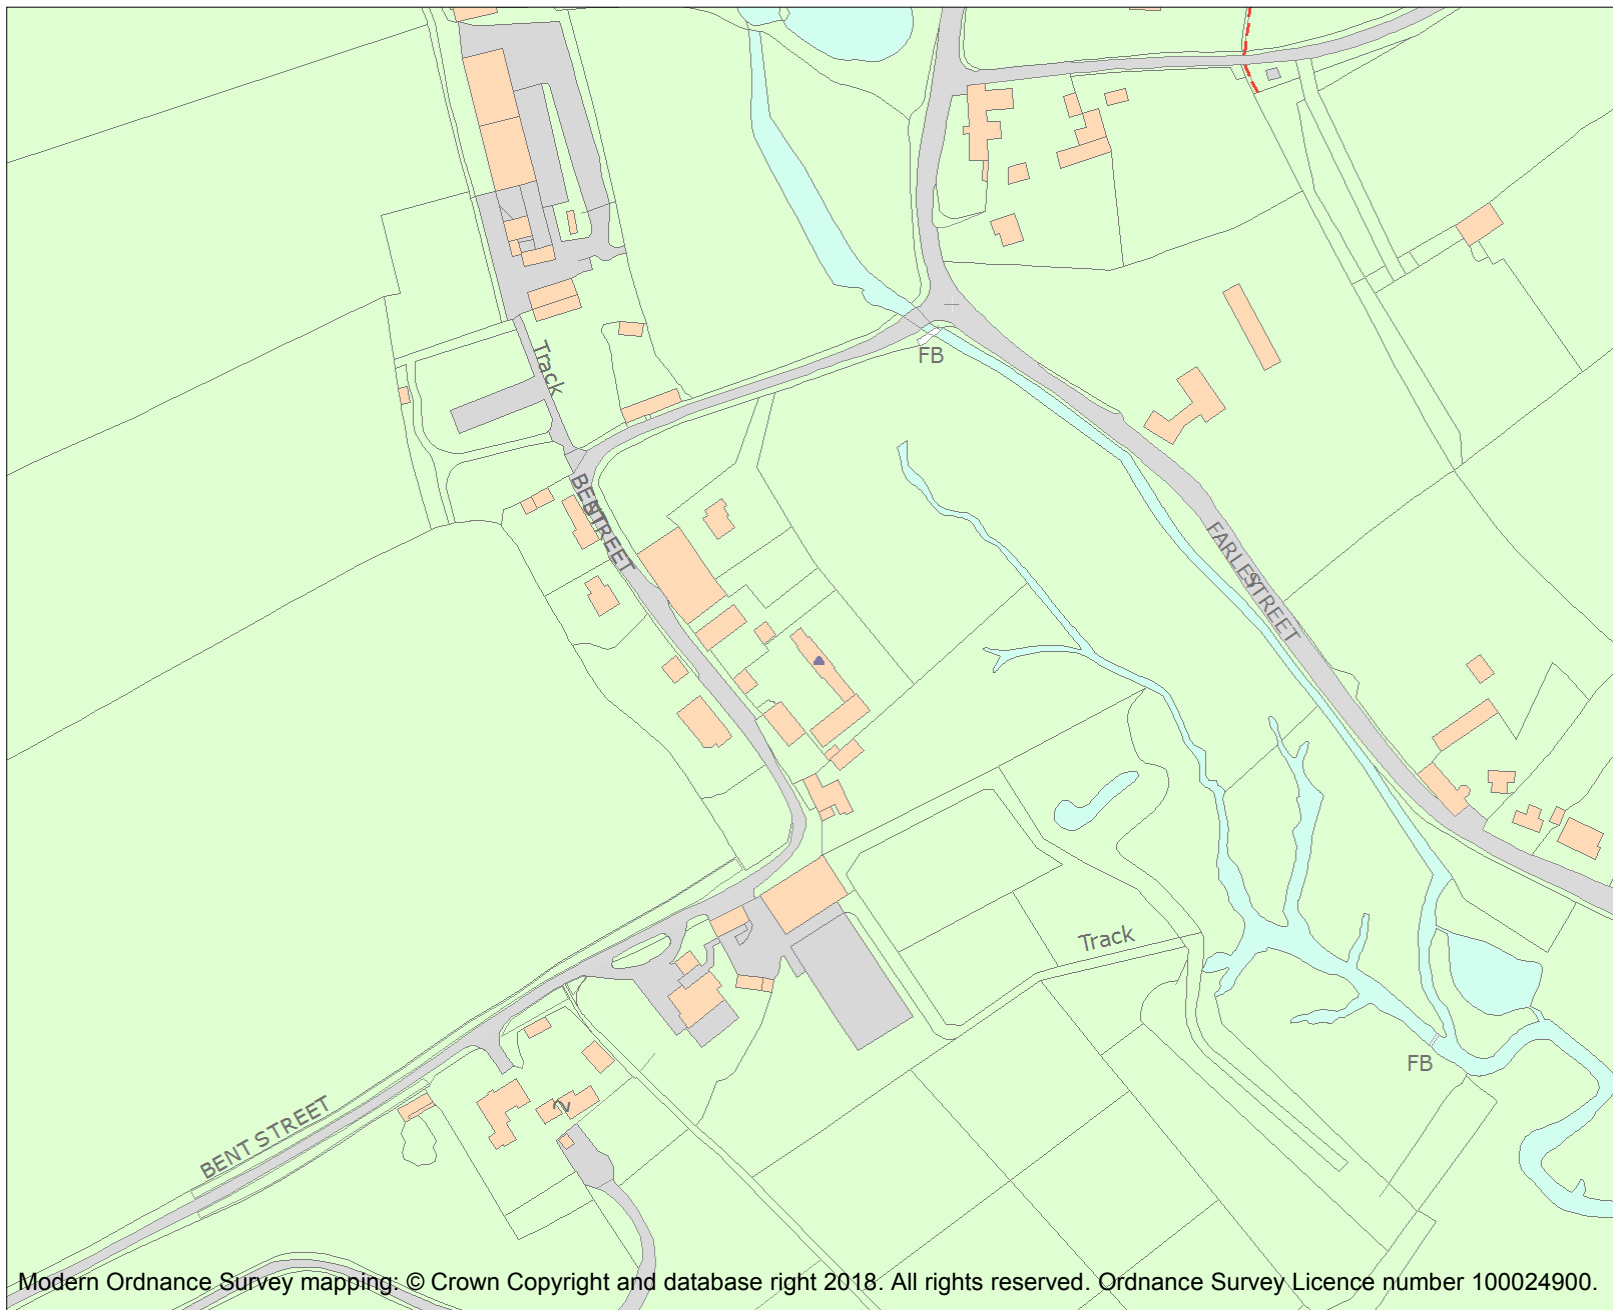 Track
FB
BENT STREET
FARLEY STREET
Track
FB
2
BENT STREET
Modern Ordnance Survey mapping: © Crown Copyright and database right 2018. All rights reserved. Ordnance Survey Licence number 100024900.